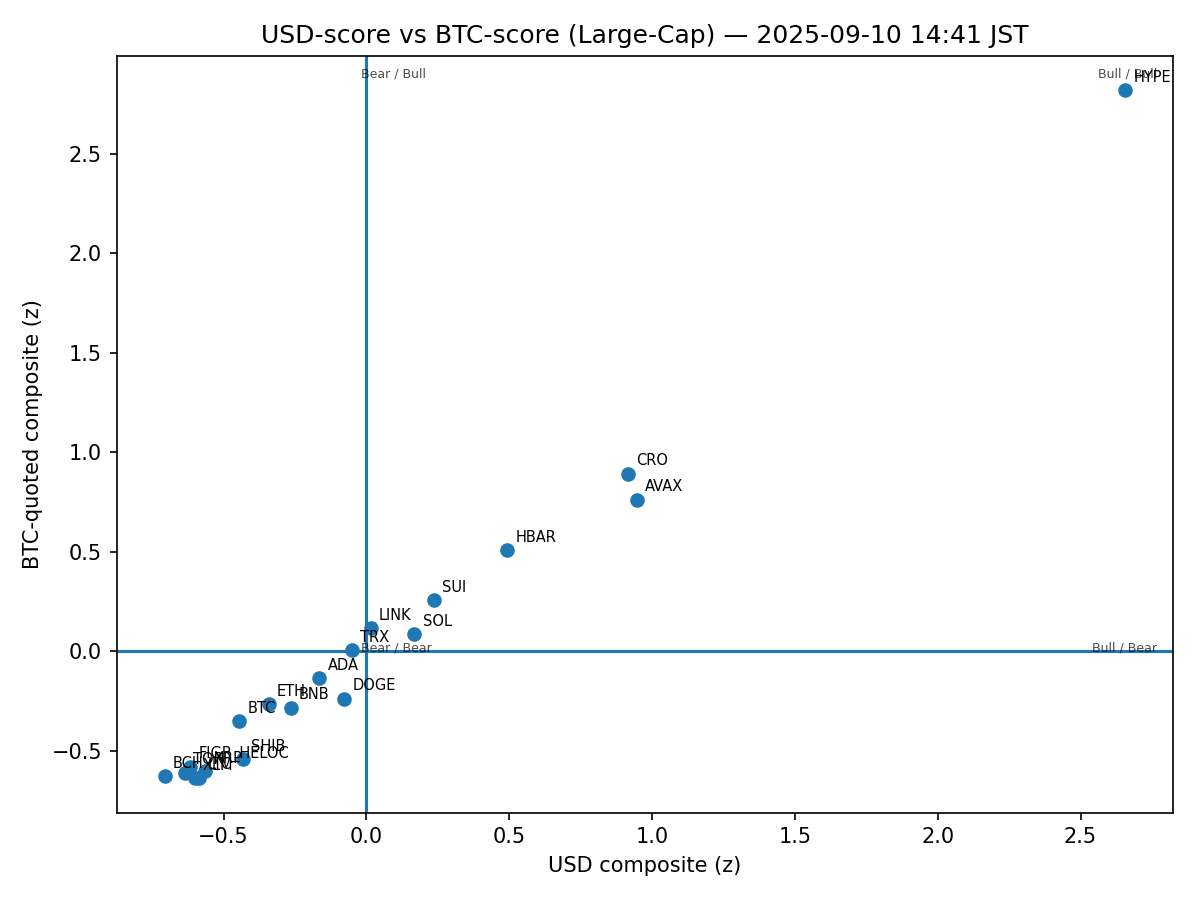 USD-score vs BTC-score (Large-Cap) — 2025-09-10 14:41 JST
Bear / Bull
Bull / Bull
HYPE
2.5
2.0
1.5
1.0
0.5
0.0
−0.5
BTC-quoted composite (z)
CRO
AVAX
HBAR
SUI
LINK
SOL
TRX
Bear / Bear
Bull / Bear
ADA
DOGE
ETH
BNB
BTC
SHIB
FIGR_HELOC
BCH
−0.5
0.0
0.5
1.0
1.5
2.0
2.5
USD composite (z)